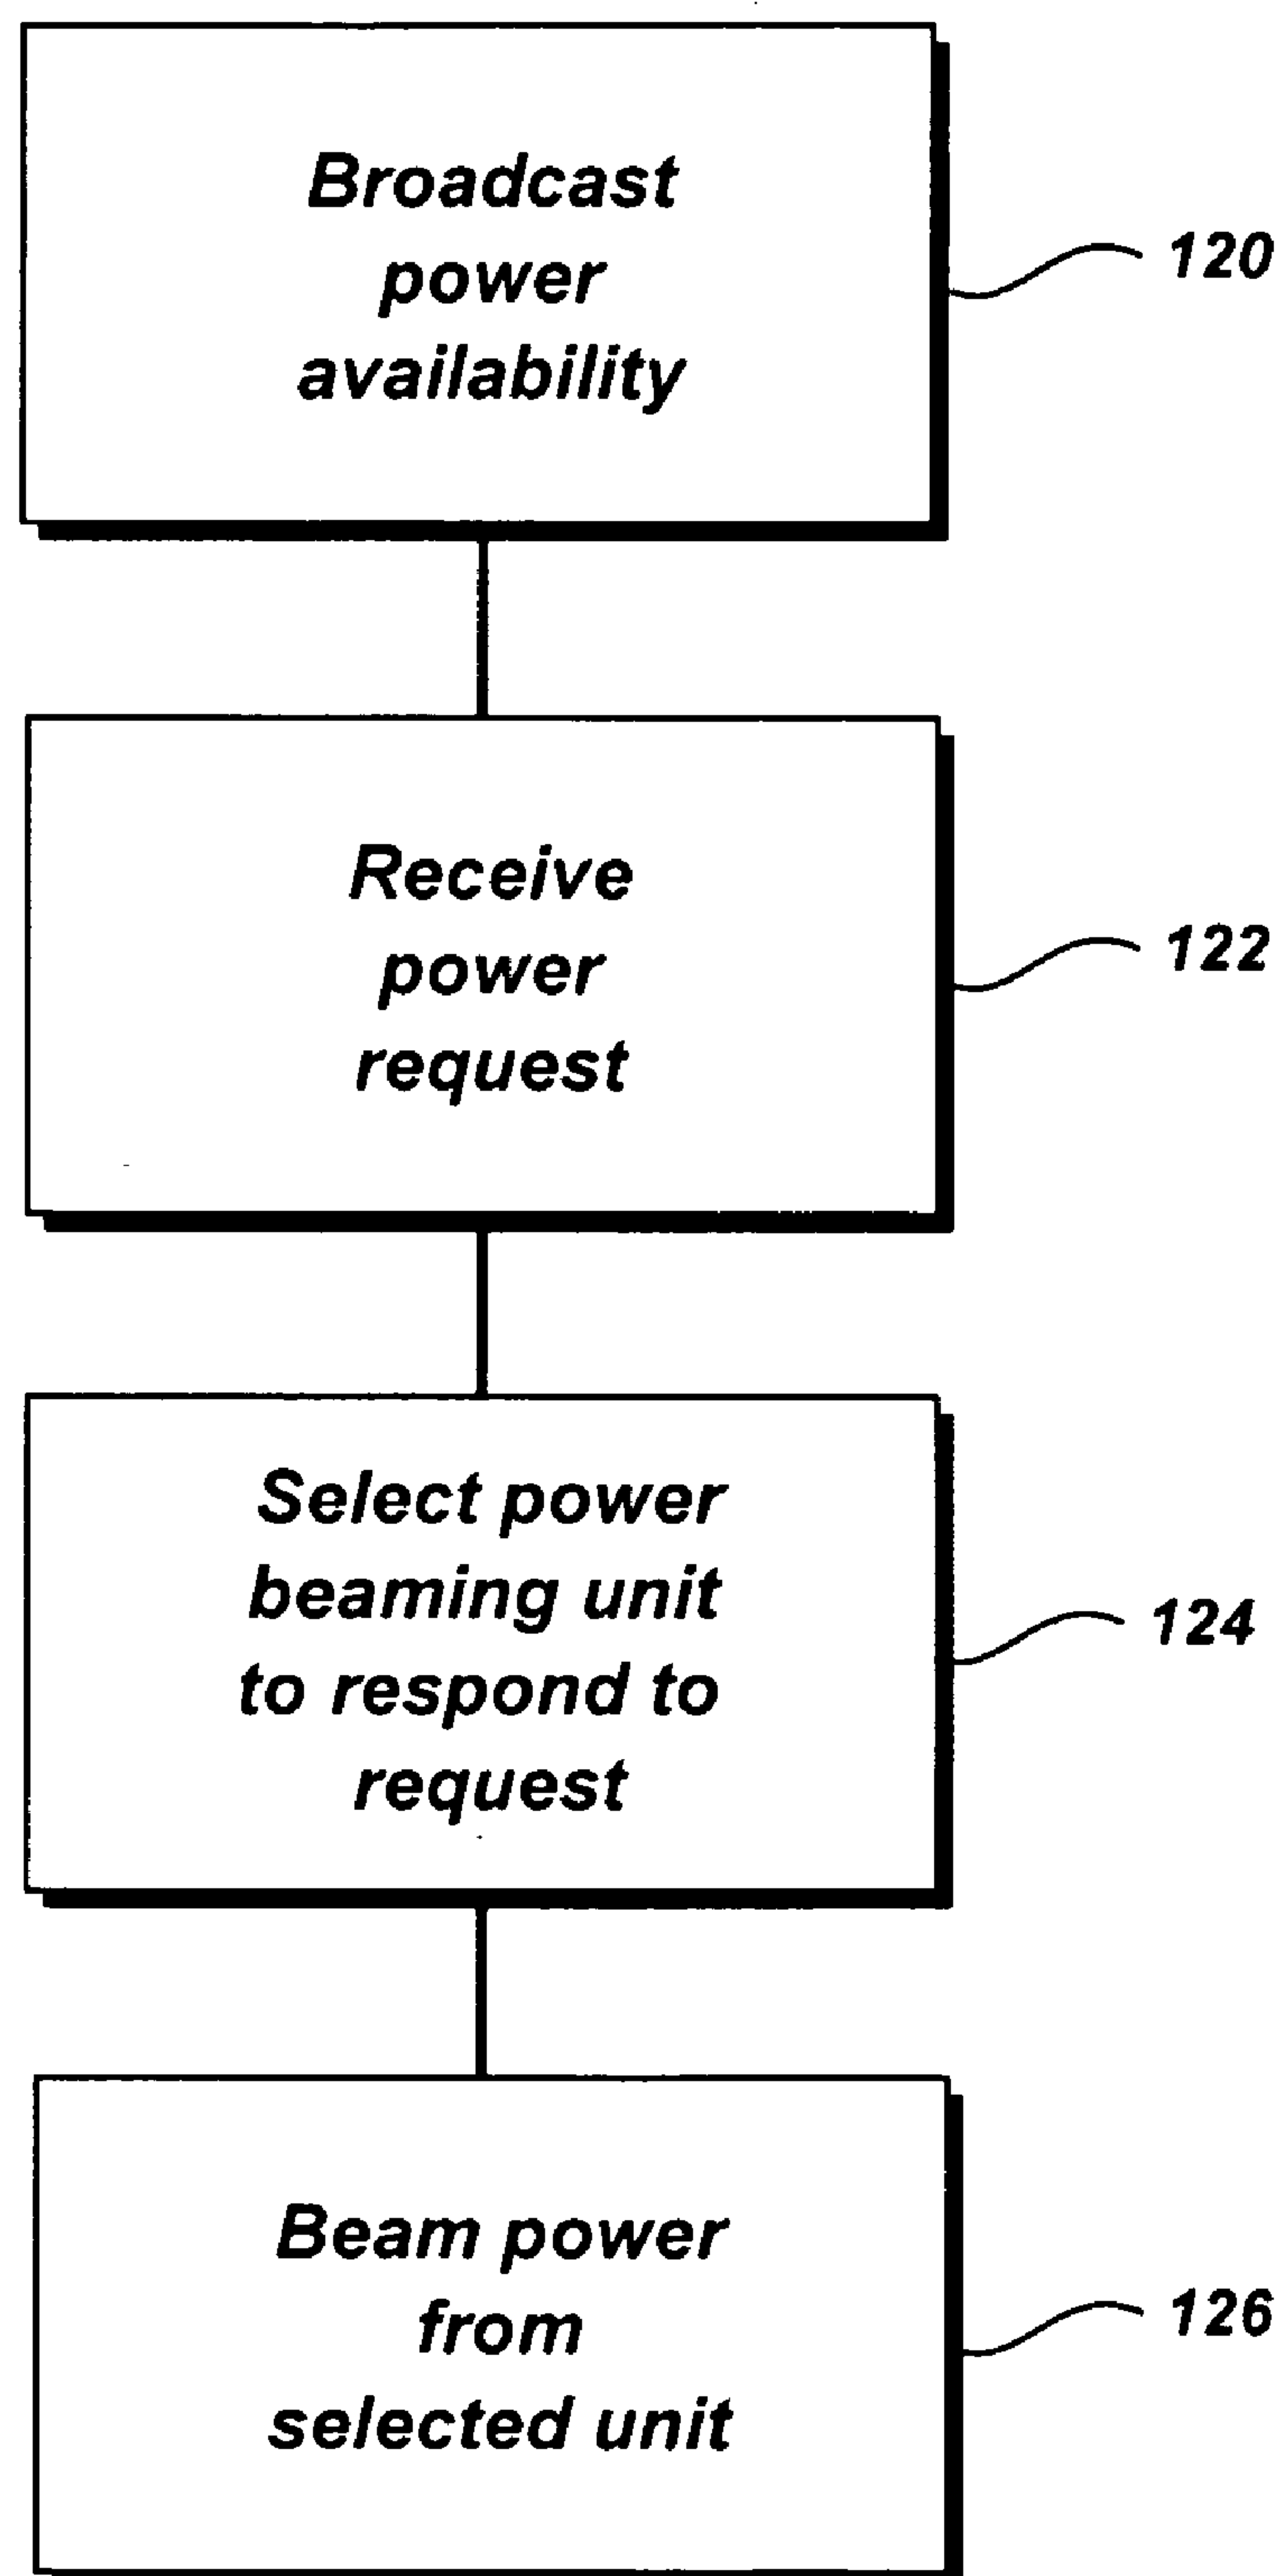 Broadcast
power
availability
120
Receive
power
request
122
Select power
beaming unit
to respond to
request
124
Beam power
from
selected unit
126